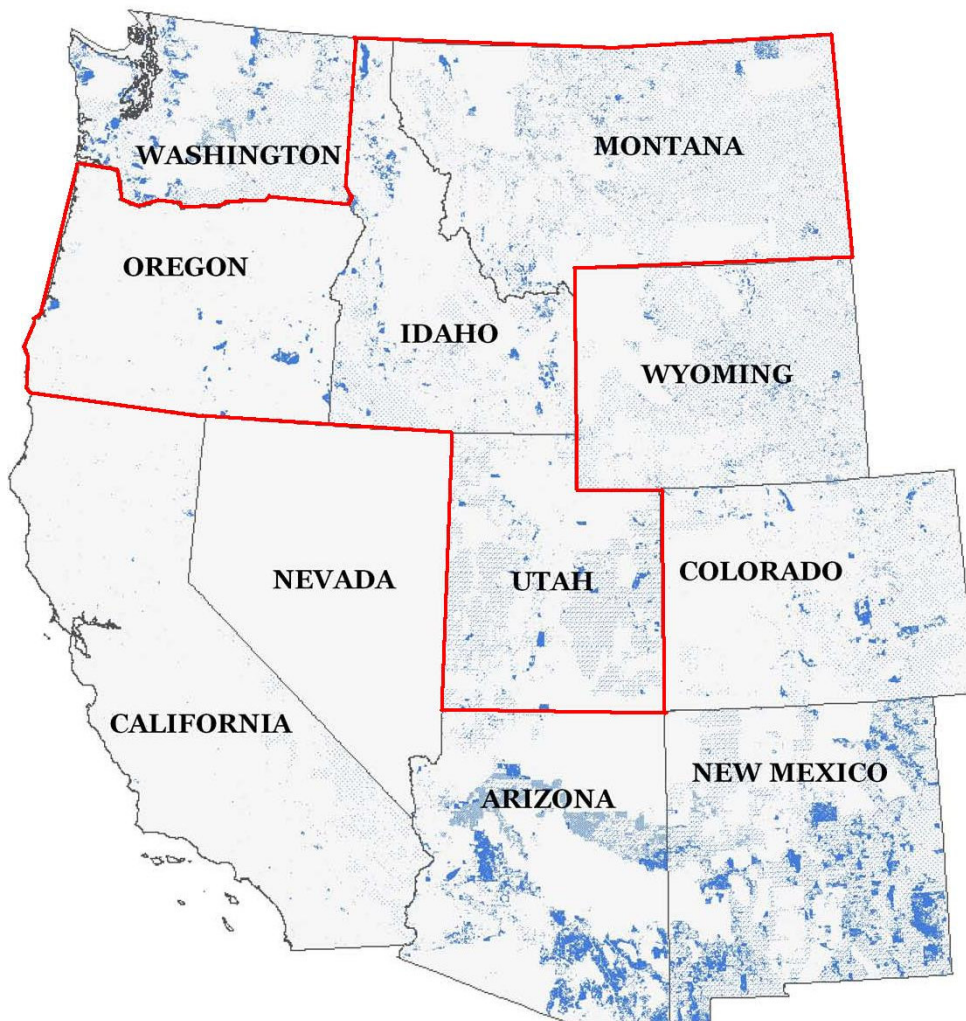 WASHINGTON
MONTANA
OREGON
IDAHO
WYOMING
NEVADA
UTAH
COLORADO
CALIFORNIA
ARIZONA
NEW MEXICO